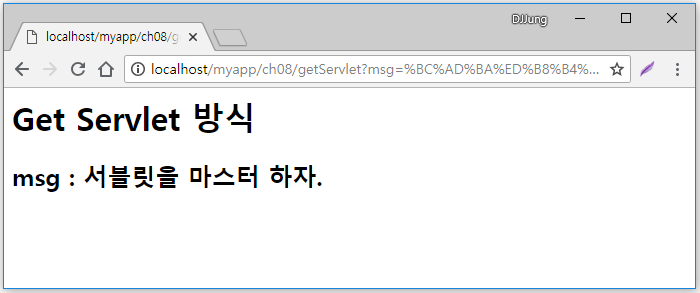 DJJung
localhost/myapp/ch08/g
localhost/myapp/ch08/getServlet?msg=%BC%AD%BA%ED%B8%B4%...
Get Servlet 방식
msg : 서블릿을 마스터 하자.